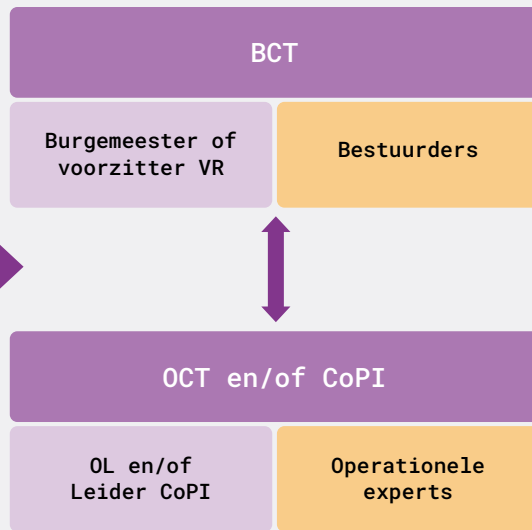 BCT
Burgemeester of
voorzitter VR
Bestuurders
OCT en/of CoPI
OL en/of
Leider CoPI
Operationele
experts